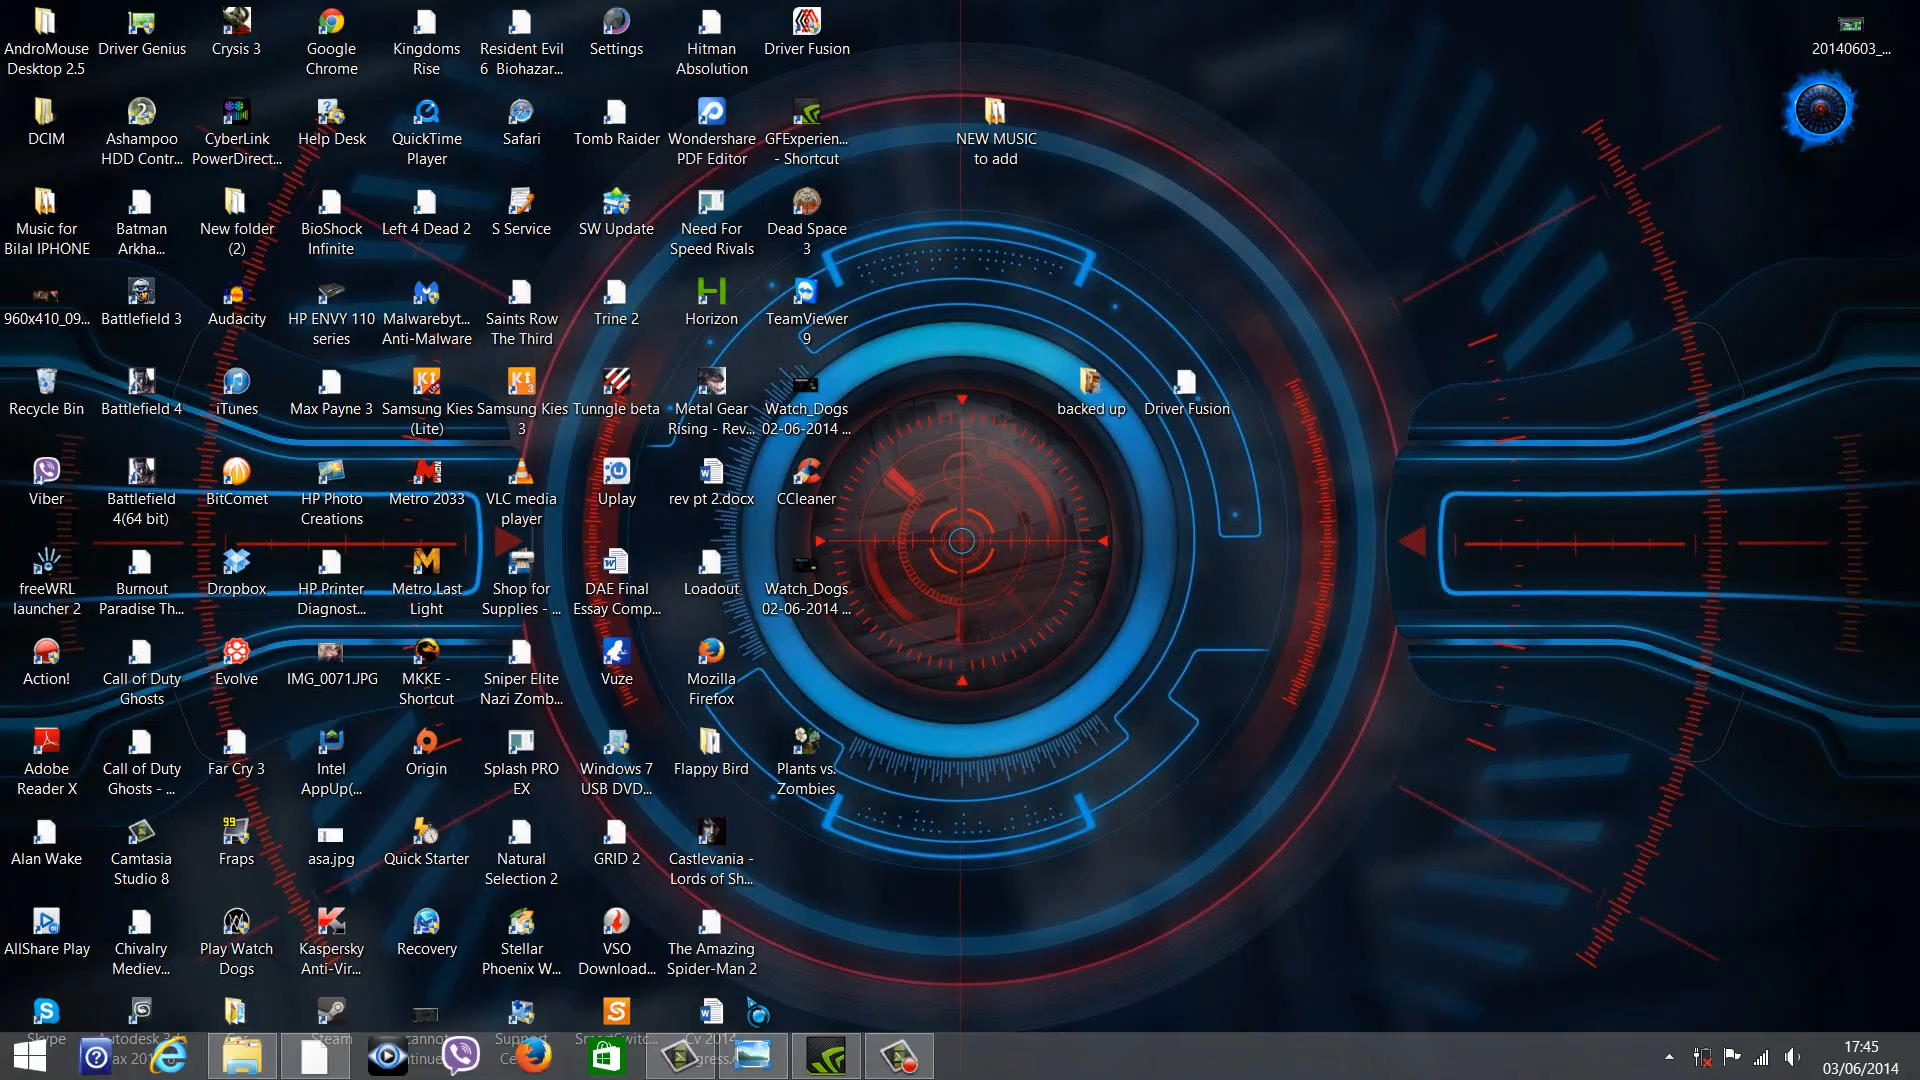 AndroMouse
Desktop 2.5
Driver Genius
Crysis 3
Google
Chrome
Kingdoms
Rise
Resident Evil
6 Biohazar...
Settings
Hitman
Absolution
Driver Fusion
20140603_...
DCIM
Ashampoo
HDD Contr...
CyberLink
PowerDirect...
Help Desk
QuickTime
Player
Safari
Tomb Raider
Wondershare
PDF Editor
GFExperien...
- Shortcut
NEW MUSIC
to add
Music for
Bilal IPHONE
Batman
Arkha...
New folder
(2)
BioShock
Infinite
Left 4 Dead 2
S Service
SW Update
Need For
Speed Rivals
Dead Space
3
960x410_09...
Battlefield 3
Audacity
HP ENVY 110
series
Malwarebyt...
Anti-Malware
Saints Row
The Third
Trine 2
Horizon
TeamViewer
9
Recycle Bin
Battlefield 4
iTunes
Max Payne 3
Samsung Kies
(Lite)
Samsung Kies
3
Tunngle beta
Metal Gear
Rising - Rev...
Watch_Dogs
02-06-2014 ...
backed up
Driver Fusion
Viber
Battlefield
4(64 bit)
BitComet
HP Photo
Creations
Metro 2033
VLC media
player
Uplay
rev pt 2.docx
CCleaner
freeWRL
launcher 2
Burnout
Paradise Th...
Dropbox
HP Printer
Diagnost...
Metro Last
Light
Shop for
Supplies - ...
DAE Final
Essay Comp...
Loadout
Watch_Dogs
02-06-2014 ...
Action!
Call of Duty
Ghosts
Evolve
IMG_0071.JPG
MKKE -
Shortcut
Sniper Elite
Nazi Zomb...
Vuze
Mozilla
Firefox
Adobe
Reader X
Call of Duty
Ghosts - ...
Far Cry 3
Intel
AppUp(...
Origin
Splash PRO
EX
Windows 7
USB DVD...
Flappy Bird
Plants vs.
Zombies
Alan Wake
Camtasia
Studio 8
99
Fraps
asa.jpg
Quick Starter
Natural
Selection 2
GRID 2
Castlevania -
Lords of Sh...
AllShare Play
Chivalry
Mediev...
Play Watch
Dogs
Kaspersky
Anti-Vir...
Recovery
Stellar
Phoenix W...
VSO
Download...
The Amazing
Spider-Man 2
Skype
Steam
Support
Cv 2014
17:45
03/06/2014